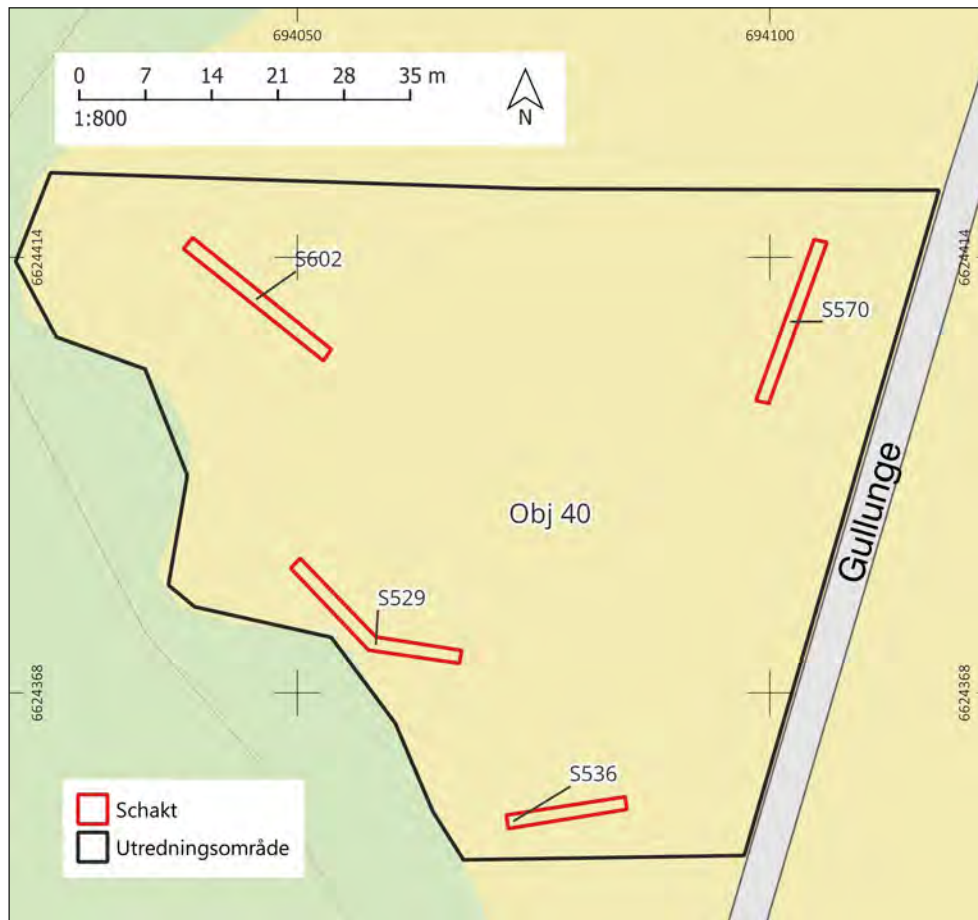 694050
694100
0 7 14 21 28 35 m
1:800
N
6624414
6624414
S602
S570
Obj 40
Gullunge
S529
6624368
6624368
S536
Schakt
Utredningsområde